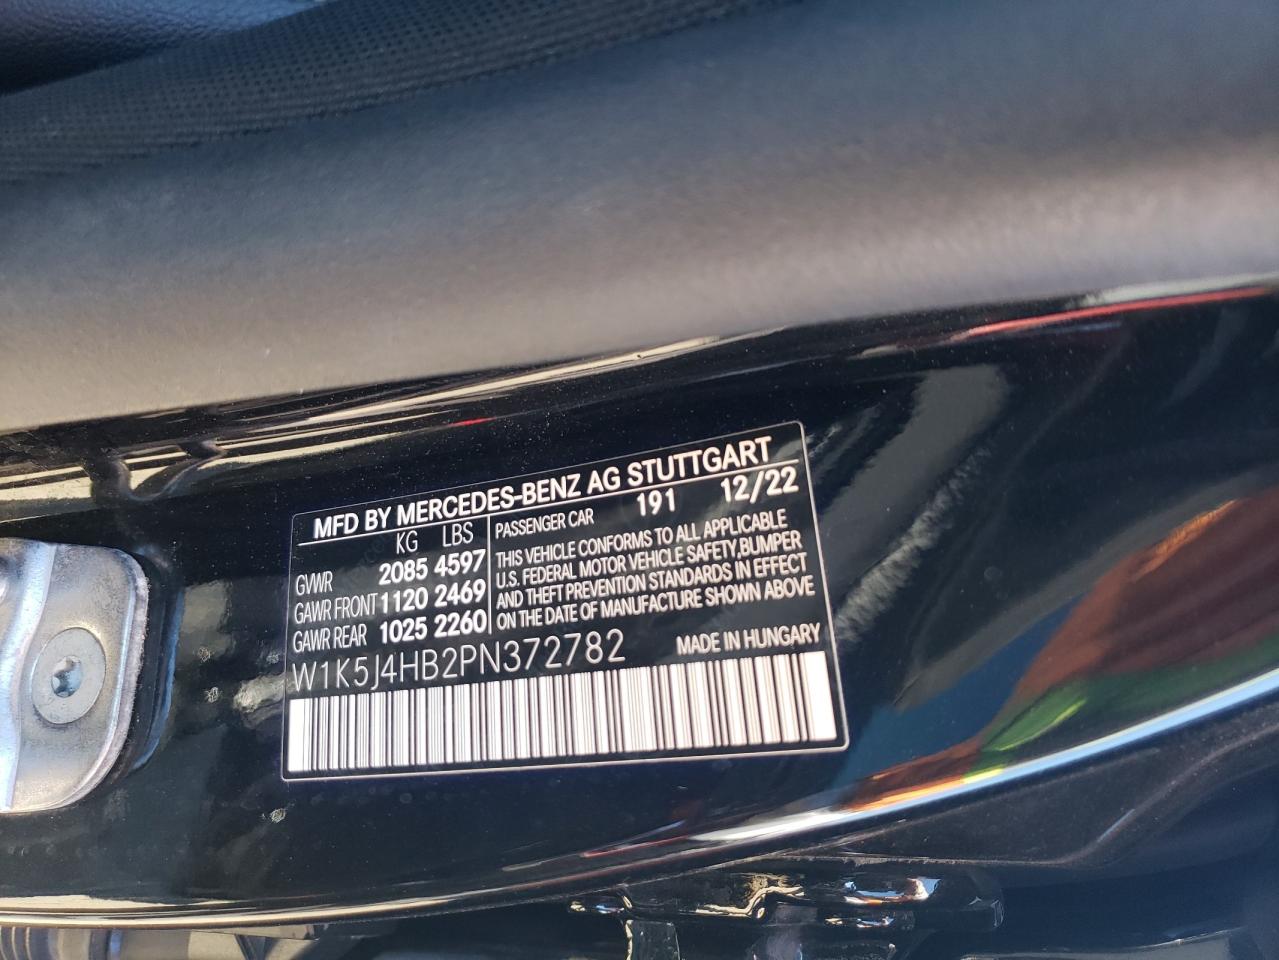 MFD BY MERCEDES-BENZ AG STUTTGART
KG LBS
GVWR 2085 4597
GAWR FRONT 1120 2469
GAWR REAR 1025 2260
PASSENGER CAR 191 12/22
THIS VEHICLE CONFORMS TO ALL APPLICABLE
U.S. FEDERAL MOTOR VEHICLE SAFETY,BUMPER
AND THEFT PREVENTION STANDARDS IN EFFECT
ON THE DATE OF MANUFACTURE SHOWN ABOVE
W1K5J4HB2PN372782 MADE IN HUNGARY